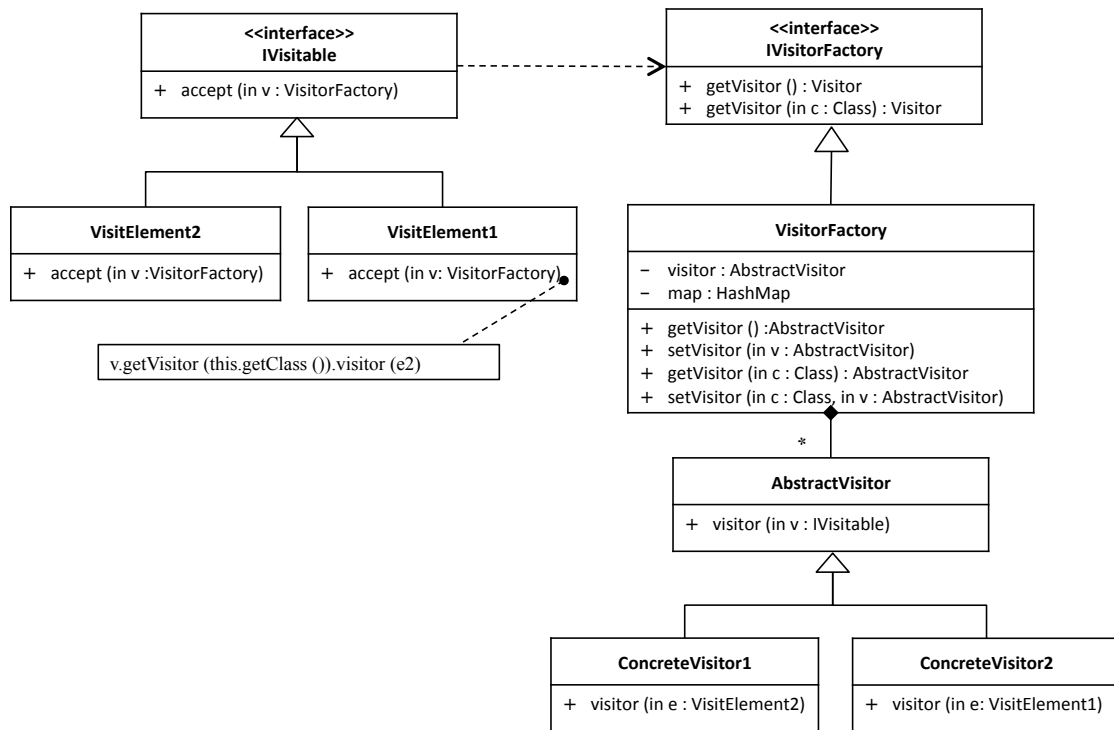 <<interface>>
IVisitable
+ accept (in v : VisitorFactory)
<<interface>>
IVisitorFactory
+ getVisitor () : Visitor
+ getVisitor (in c : Class) : Visitor
VisitElement2
+ accept (in v :VisitorFactory)
VisitElement1
+ accept (in v: VisitorFactory)
v.getVisitor (this.getClass ()).visitor (e2)
VisitorFactory
– visitor : AbstractVisitor
– map : HashMap
+ getVisitor () :AbstractVisitor
+ setVisitor (in v : AbstractVisitor)
+ getVisitor (in c : Class) : AbstractVisitor
+ setVisitor (in c : Class, in v : AbstractVisitor)
*
AbstractVisitor
+ visitor (in v : IVisitable)
ConcreteVisitor1
+ visitor (in e : VisitElement2)
ConcreteVisitor2
+ visitor (in e: VisitElement1)